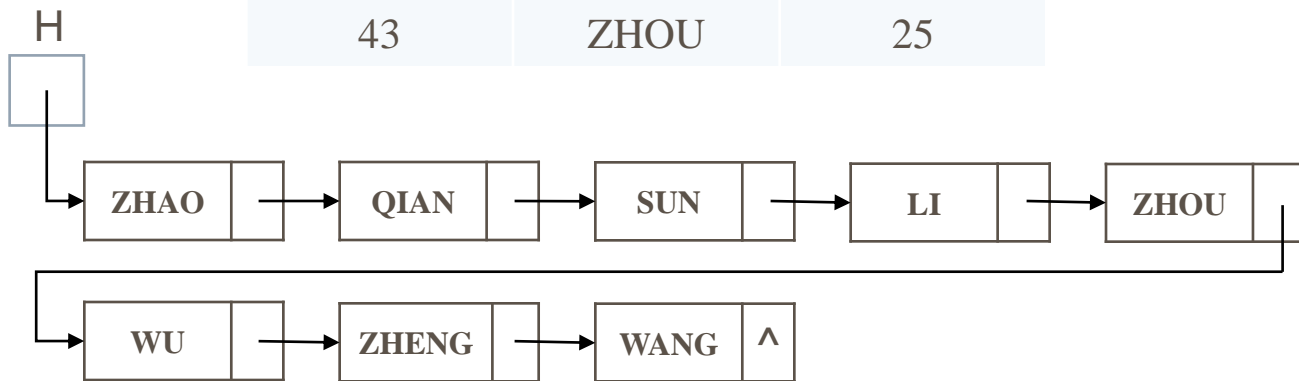 H
43 ZHOU 25
ZHAO QIAN SUN LI ZHOU
WU ZHENG WANG ^